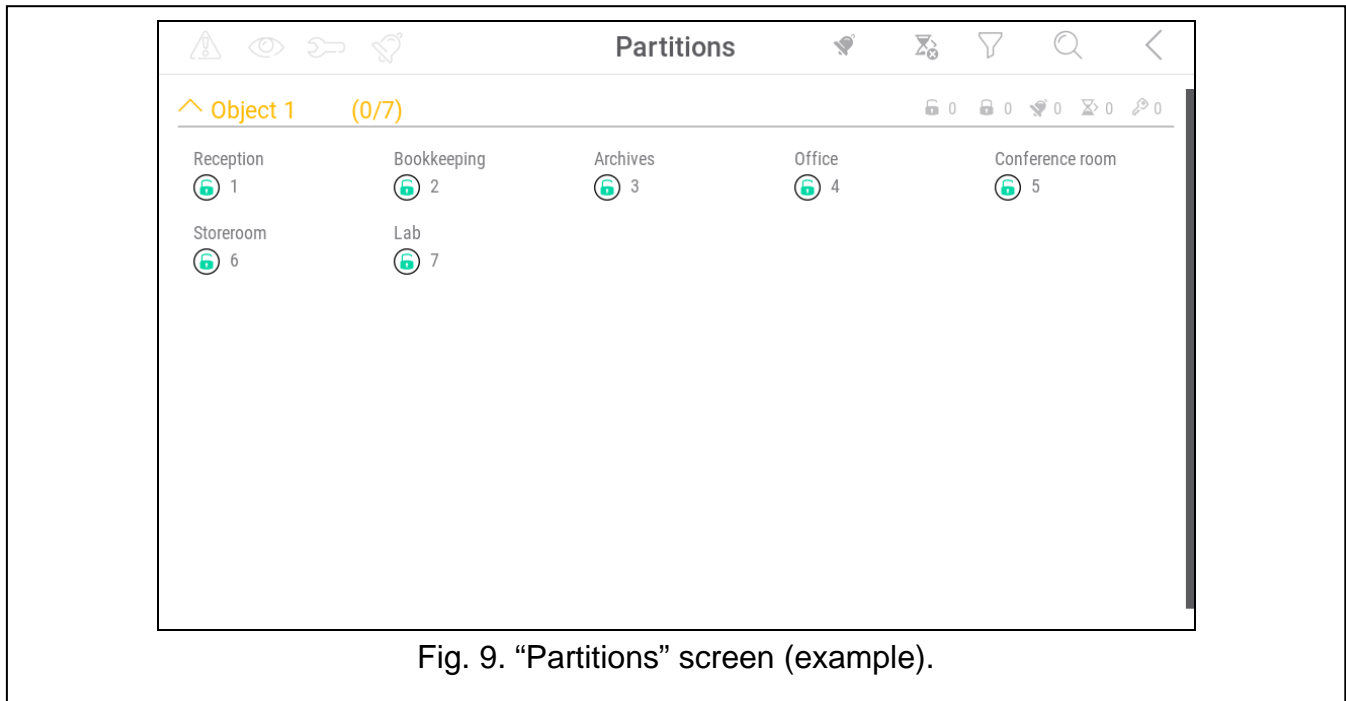 Partitions
Object 1 (0/7) 0 0 0 0 0
Reception Bookkeeping Archives Office Conference room
1 2 3 4 5
Storeroom Lab
6 7
Fig. 9. “Partitions” screen (example).